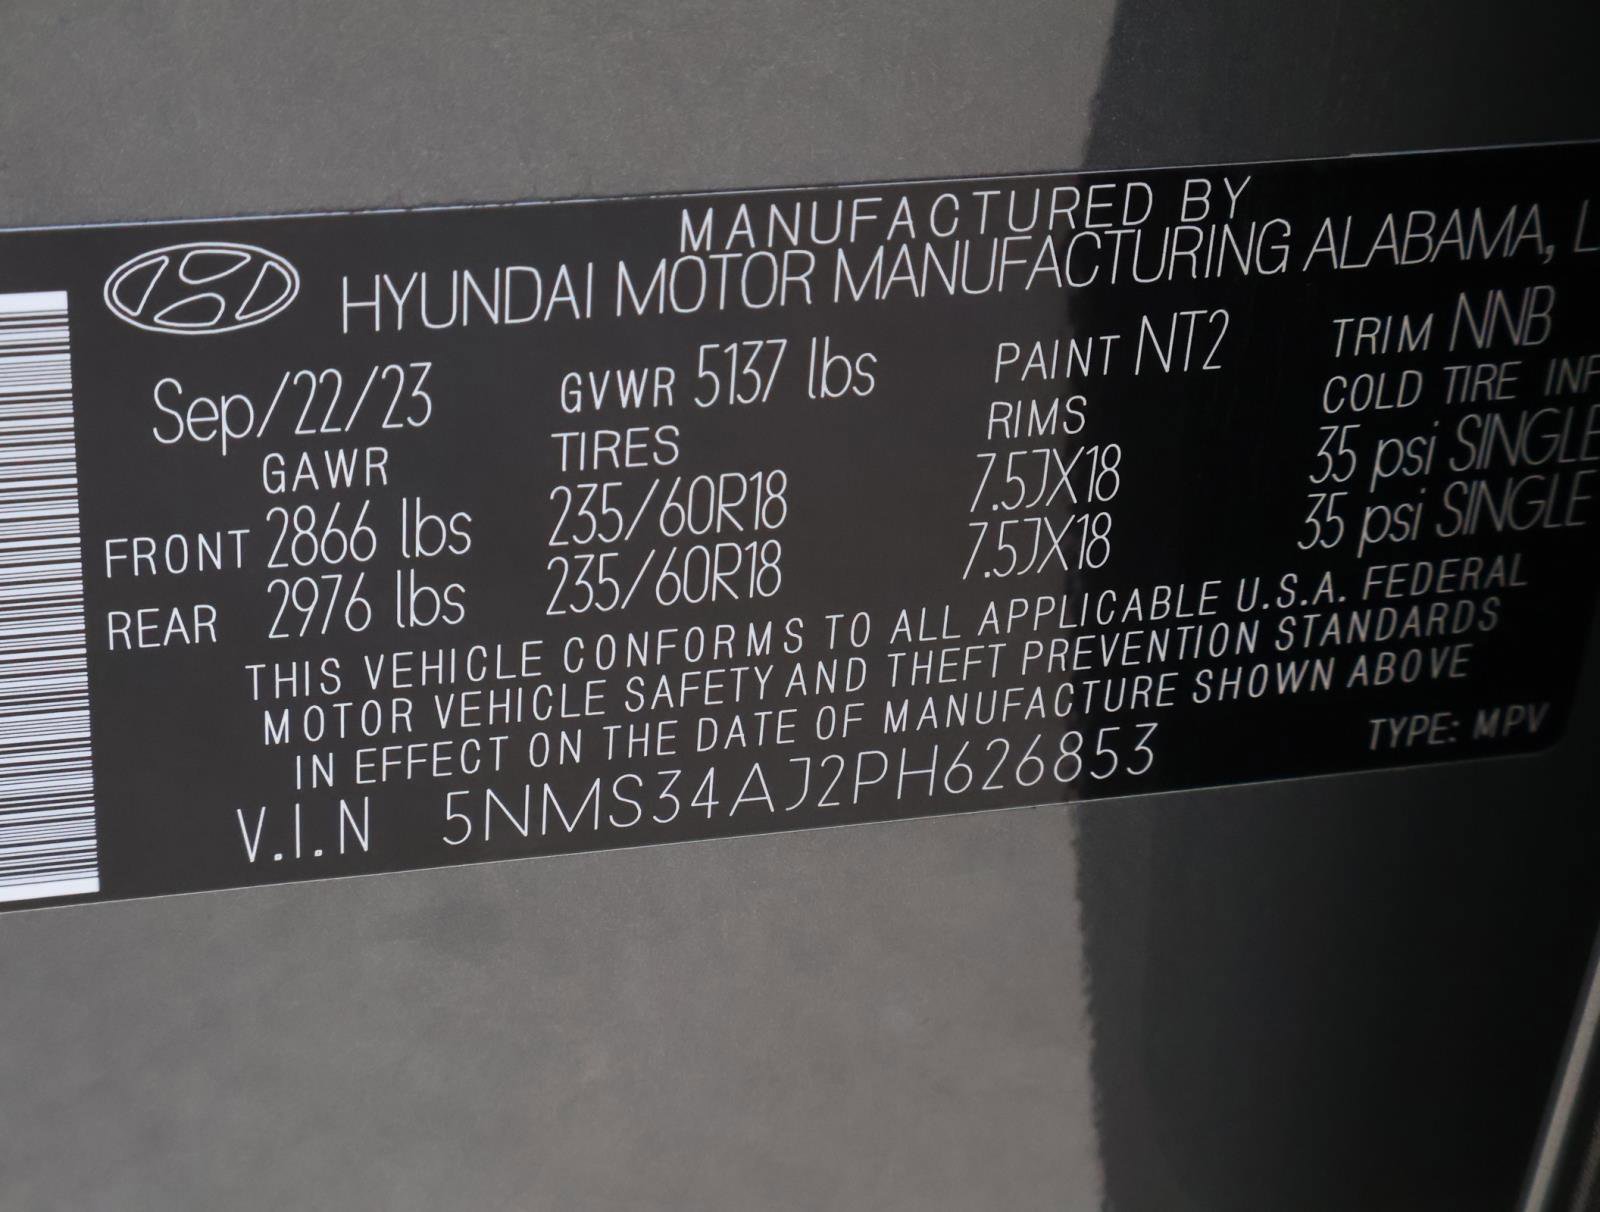 MANUFACTURED BY
HYUNDAI MOTOR MANUFACTURING ALABAMA, L
Sep/22/23 GVWR 5137 lbs PAINT NT2 TRIM NNB
GAWR TIRES RIMS COLD TIRE INF
FRONT 2866 lbs 235/60R18 7.5JX18 35 psi SINGLE
REAR 2976 lbs 235/60R18 7.5JX18 35 psi SINGLE
THIS VEHICLE CONFORMS TO ALL APPLICABLE U.S.A. FEDERAL
MOTOR VEHICLE SAFETY AND THEFT PREVENTION STANDARDS
IN EFFECT ON THE DATE OF MANUFACTURE SHOWN ABOVE
V.I.N 5NMS34AJ2PH626853 TYPE: MPV